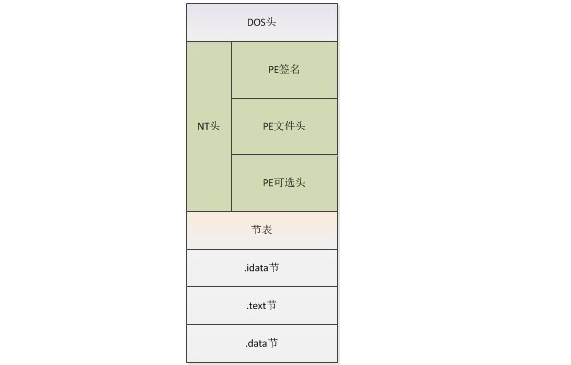 DOS头
PE签名
NT头
PE文件头
PE可选头
节表
.idata节
.text节
.data节